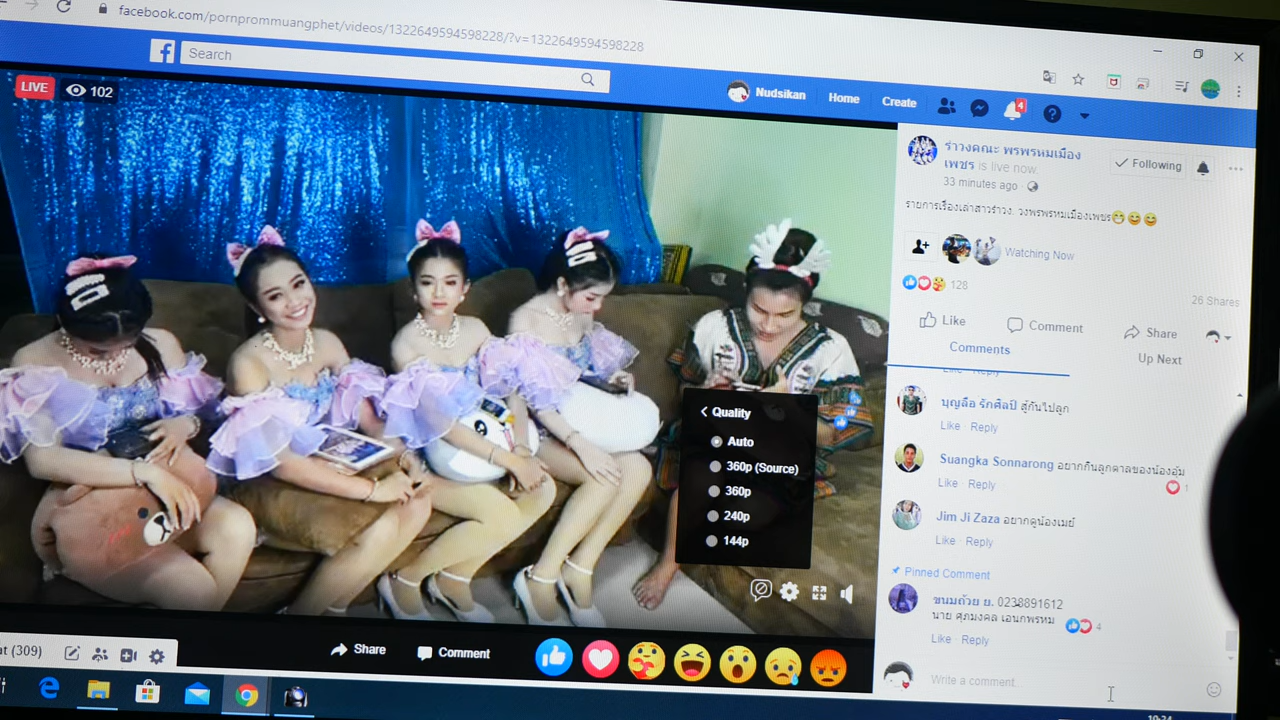 facebook.com/pornprommuangphet/videos/1322649594598228/?v=1322649594598228
Search
Nudsikan
Home
Create
4
LIVE
102
รำวงคณะ พรพรหมเมือง
เพชร is live now.
33 minutes ago
Following
รายการเรื่องเล่าสาวรำวง. วงพรพรหมเมืองเพชร😁😄😄
Watching Now
128
26 Shares
Like
Comment
Share
Comments
Up Next
Like · Reply
บุญลือ รักศิลป์ สู้กันไปลูก
Like · Reply
Suangka Sonnarong อยากกินลูกตาลของน้องอุ้ม
1
Like · Reply
Jim Ji Zaza อยากดูน้องเมย์
Like · Reply
Pinned Comment
ขนมถ้วย ย. 0238891612
นาย ศุภมงคล เอนกพรหม
4
Like · Reply
Write a comment...
Quality
Auto
360p (Source)
360p
240p
144p
Share
Comment
(309)